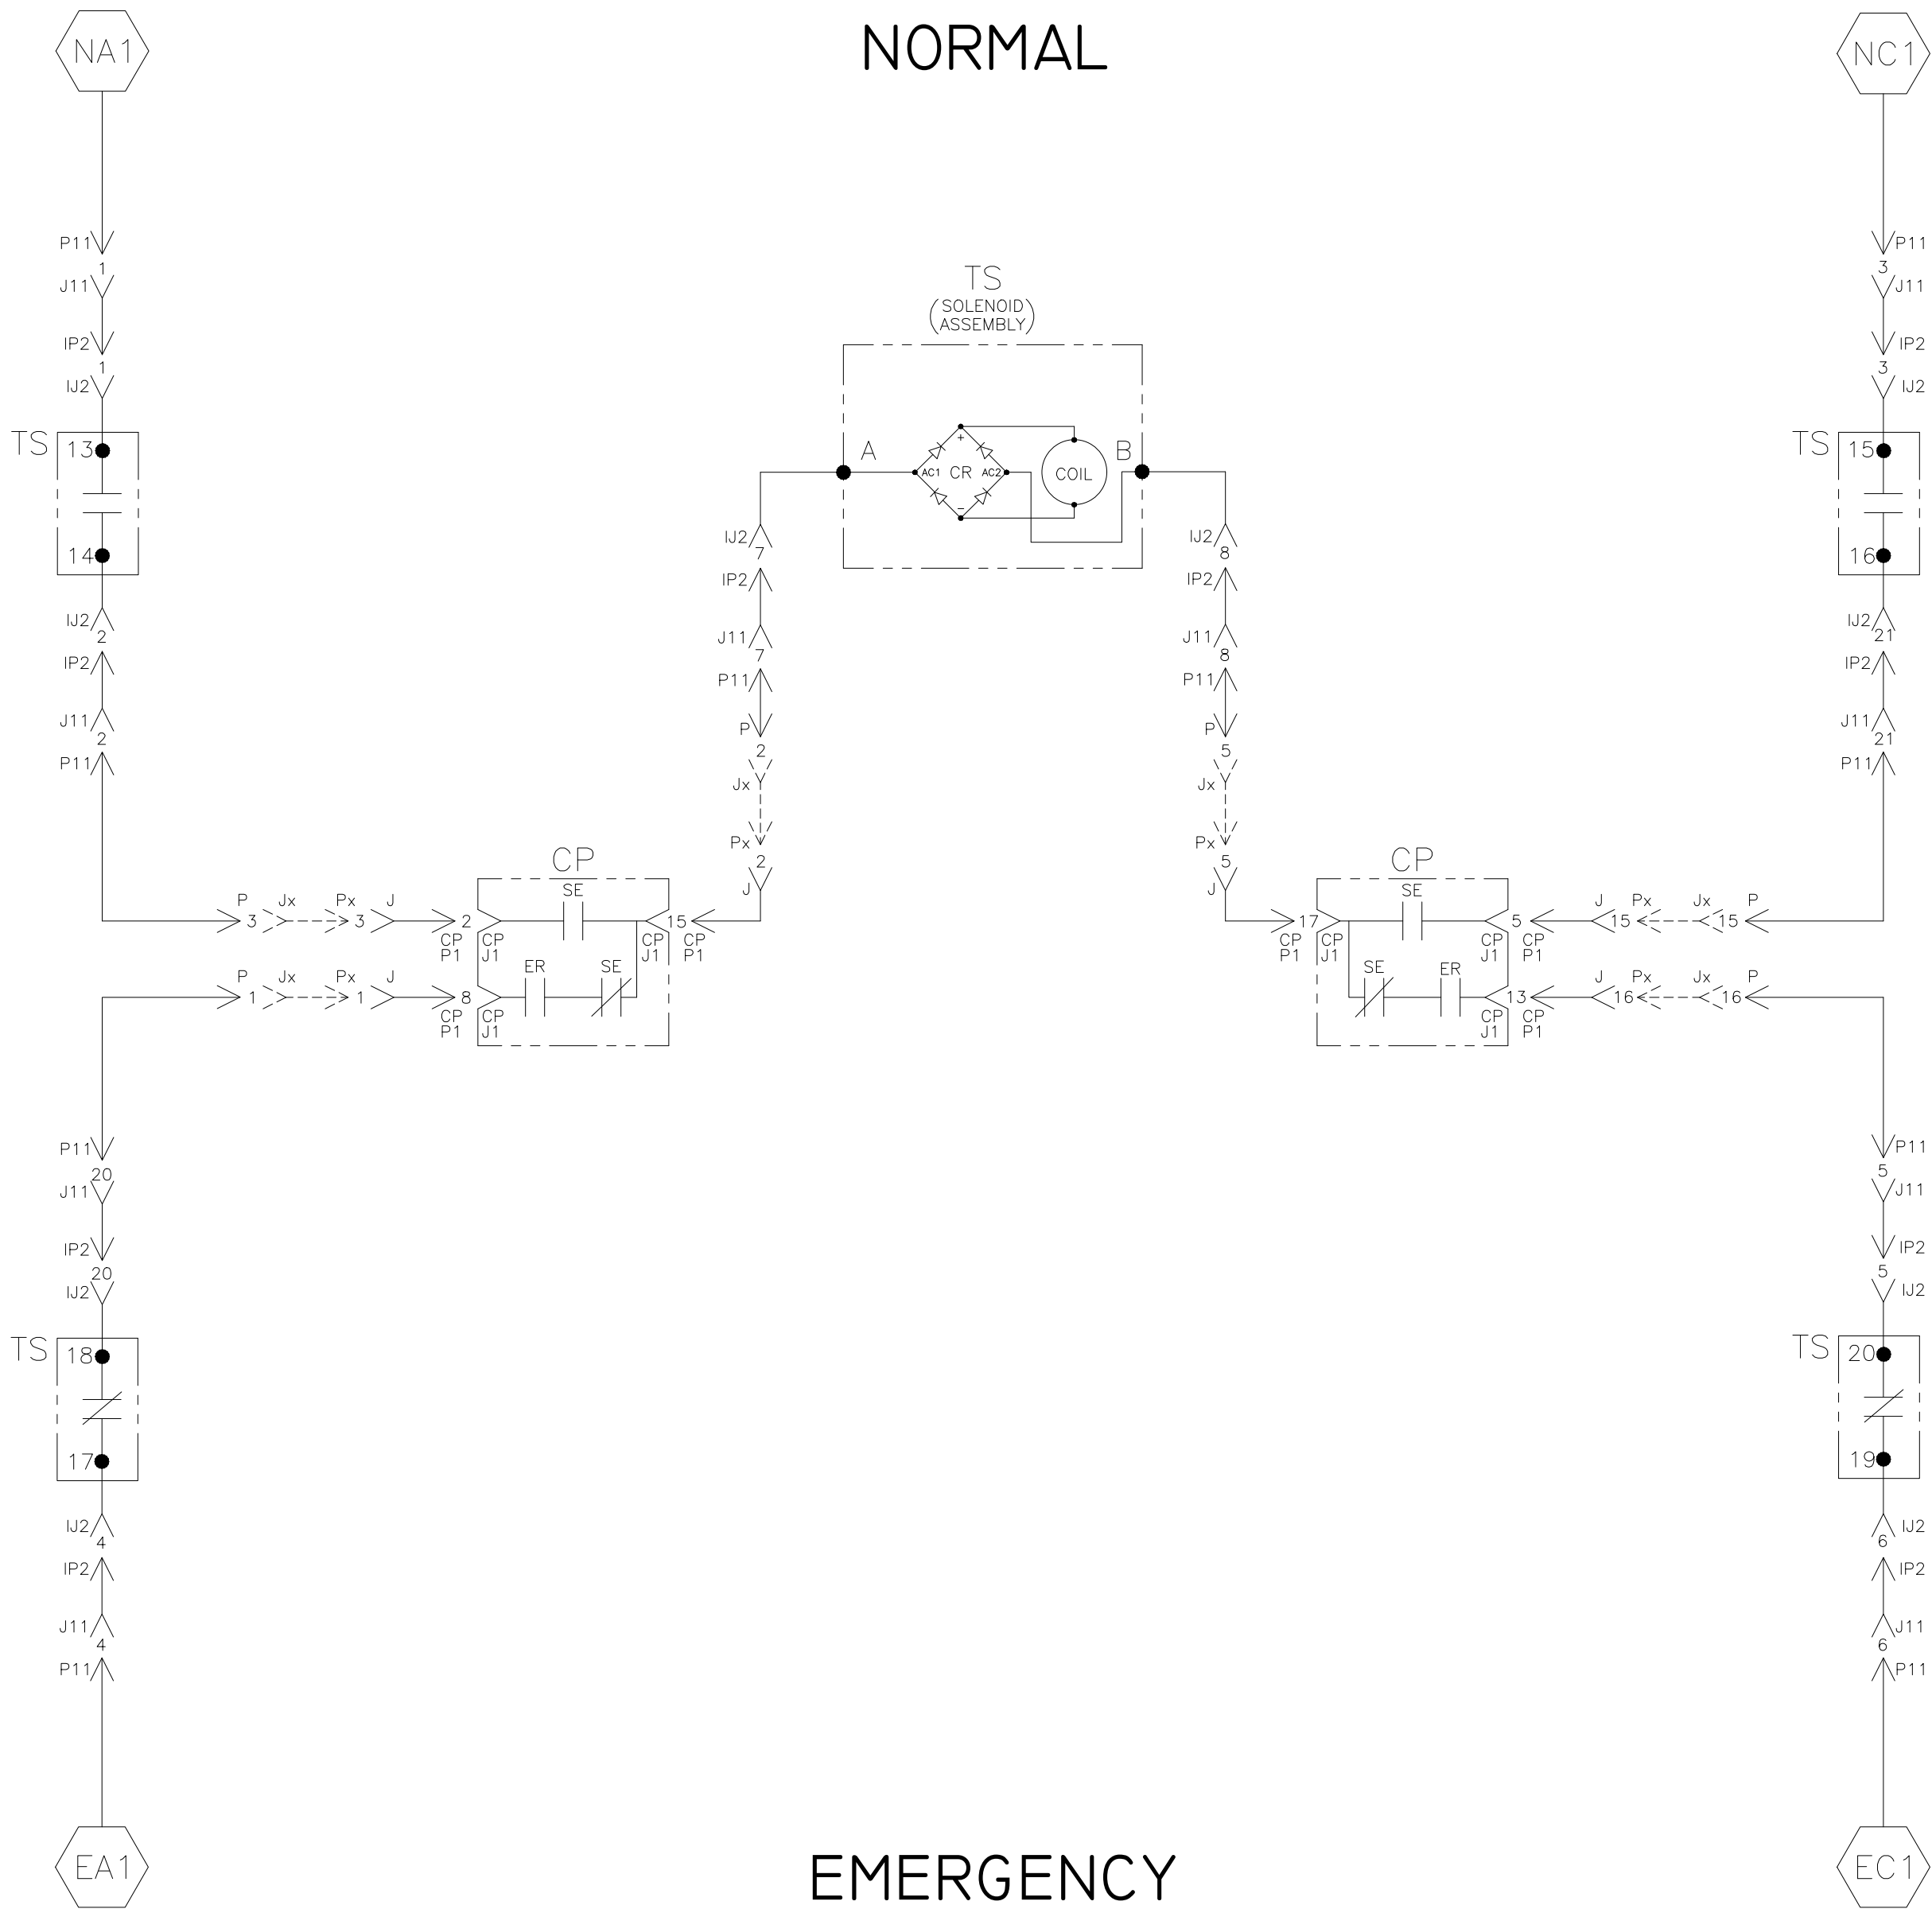 NORMAL
NA1
NC1
P11
1
J11
IP2
1
IJ2
TS
13
14
IJ2
2
IP2
J11
2
P11
TS
(SOLENOID
ASSEMBLY)
A
B
+
AC1 CR AC2
−
COIL
IJ2
7
IP2
J11
7
P11
P
2
Jx
Px
2
J
IJ2
8
IP2
J11
8
P11
P
5
Jx
Px
5
J
P11
3
J11
IP2
3
IJ2
TS
15
16
IJ2
21
IP2
J11
21
P11
CP
SE
P Jx Px J
3 3 2 15
CP CP CP CP
P1 J1 J1 P1
ER SE
P Jx Px J
1 1 8
CP CP
P1 J1
CP
SE
J Px Jx P
17 5 15 15
CP CP CP CP
P1 J1 J1 P1
SE ER
J Px Jx P
13 16 16
CP CP
J1 P1
P11
20
J11
IP2
20
IJ2
TS
18
17
IJ2
4
IP2
J11
4
P11
P11
5
J11
IP2
5
IJ2
TS
20
19
IJ2
6
IP2
J11
6
P11
EA1
EC1
EMERGENCY